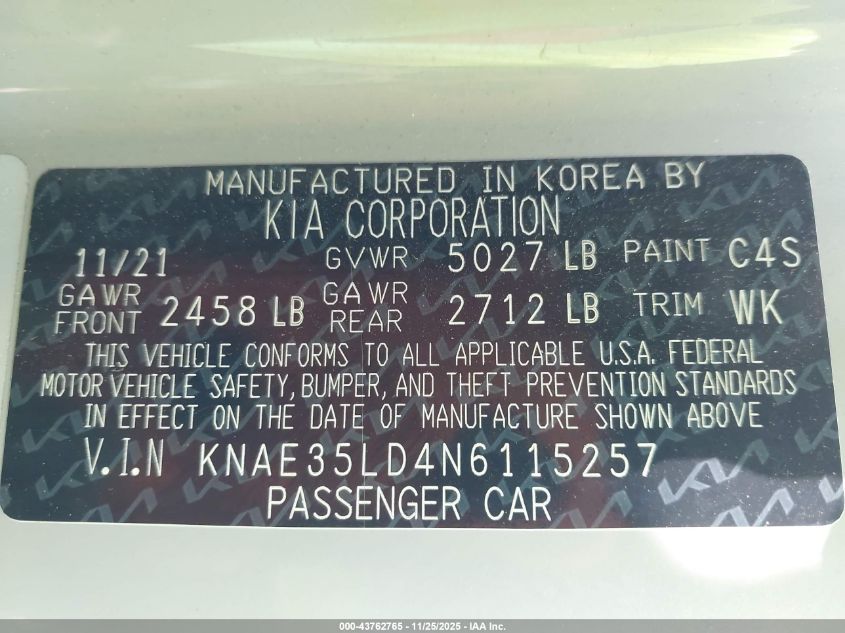 MANUFACTURED IN KOREA BY
KIA CORPORATION
11/21 GVWR 5027 LB PAINT C4S
GAWR FRONT 2458 LB GAWR REAR 2712 LB TRIM WK
THIS VEHICLE CONFORMS TO ALL APPLICABLE U.S.A. FEDERAL
MOTOR VEHICLE SAFETY, BUMPER, AND THEFT PREVENTION STANDARDS
IN EFFECT ON THE DATE OF MANUFACTURE SHOWN ABOVE
V.I.N KNAE35LD4N6115257
PASSENGER CAR
000-43762765 - 11/25/2025 - IAA Inc.